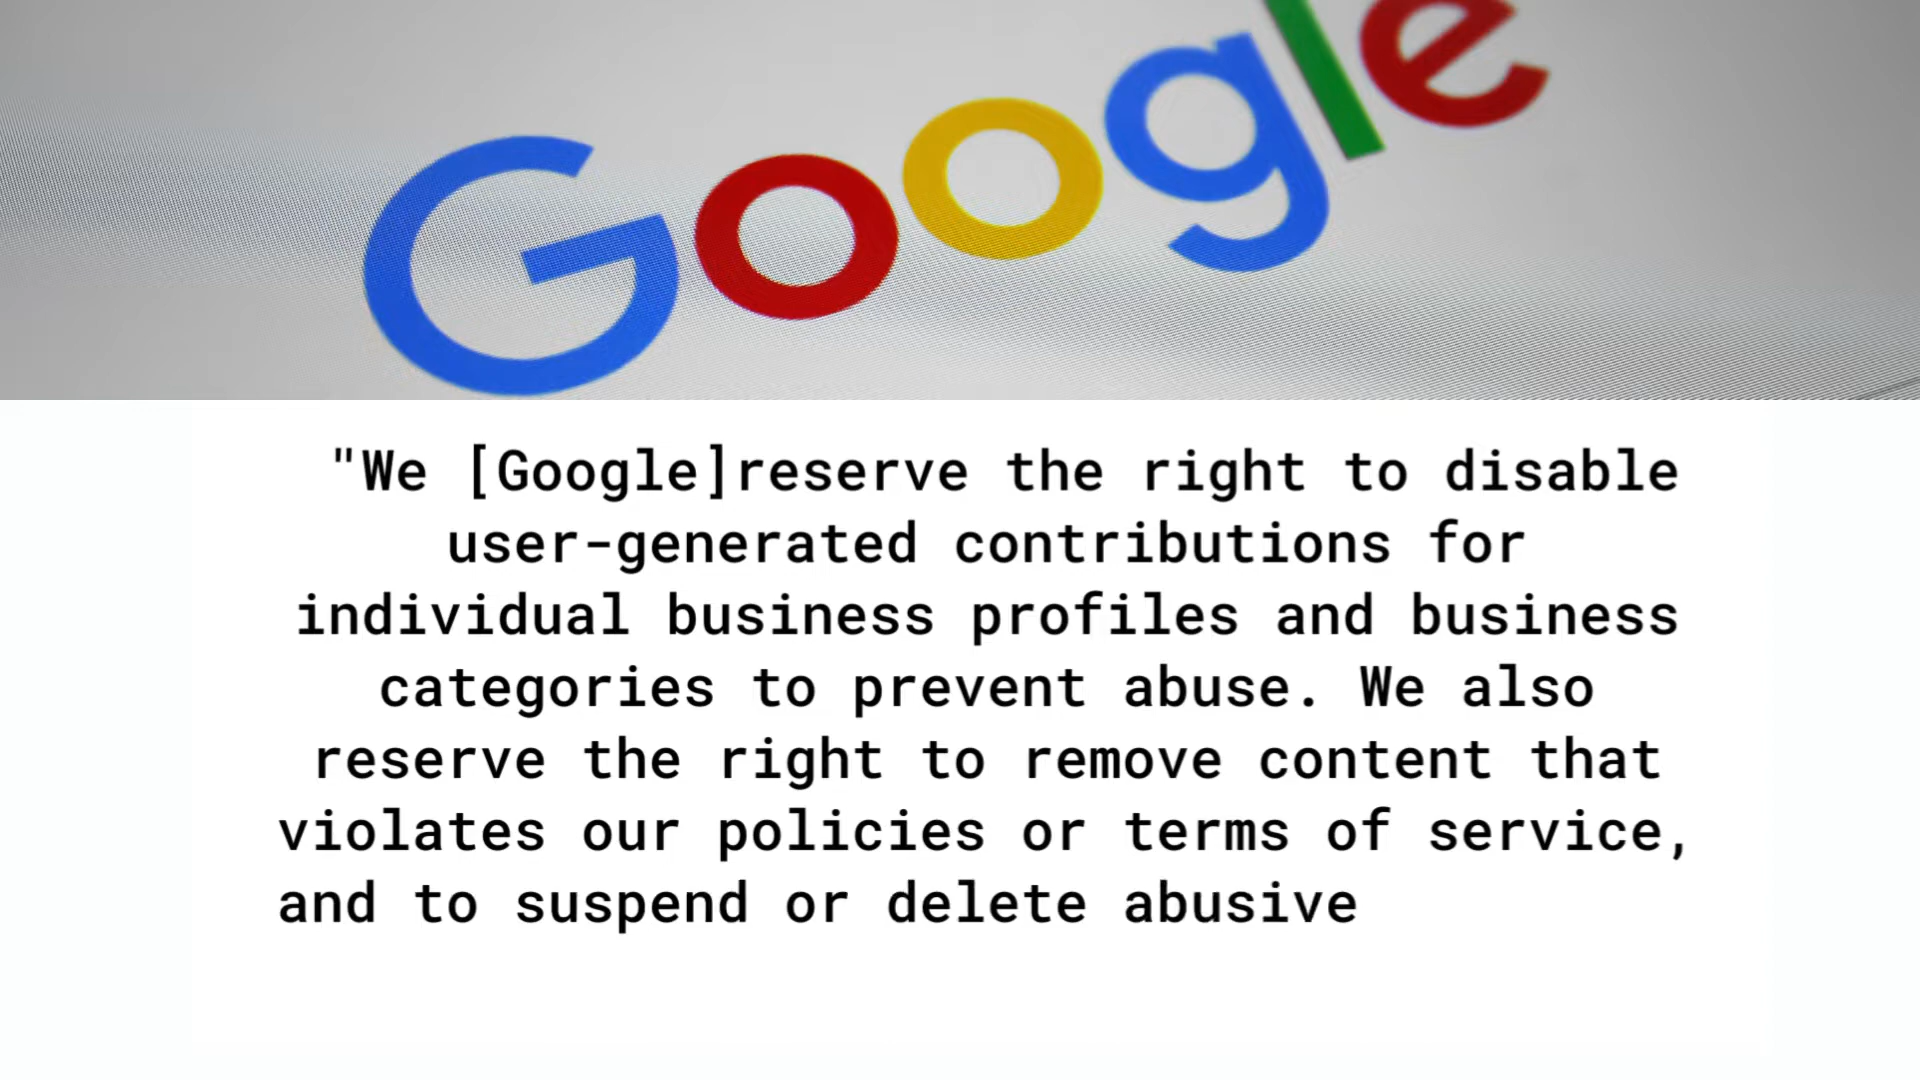 Google
"We [Google]reserve the right to disable
user-generated contributions for
individual business profiles and business
categories to prevent abuse. We also
reserve the right to remove content that
violates our policies or terms of service,
and to suspend or delete abusive